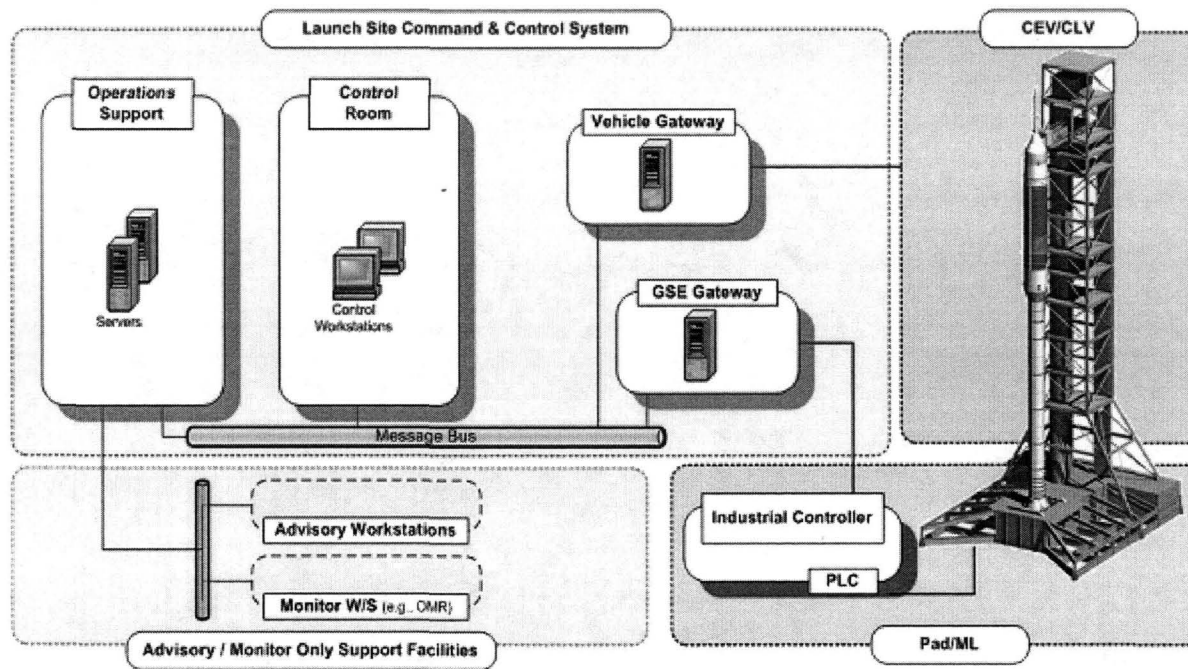 Launch Site Command & Control System
CEV/CLV
Operations
Support
Control
Room
Vehicle Gateway
GSE Gateway
Servers
Control
Workstations
Message Bus
Advisory Workstations
Monitor W/S (e.g., OMR)
Advisory / Monitor Only Support Facilities
Industrial Controller
PLC
Pad/ML